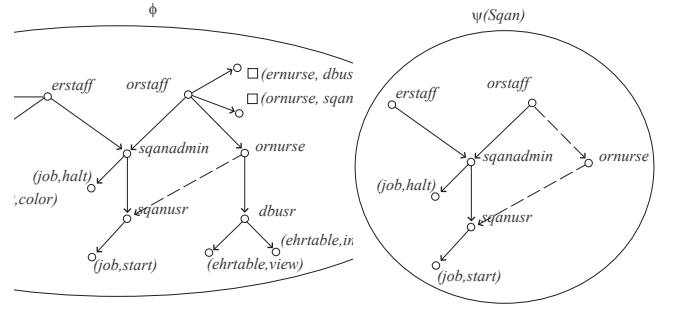 ϕ
ψ(Sqan)
erstaff
orstaff
□ (ernurse, dbus
□ (ornurse, sqan
sqanadmin
ornurse
(job,halt)
,color)
sqanusr
dbusr
(ehrtable,in
(job,start)
(ehrtable,view)
erstaff
orstaff
sqanadmin
ornurse
(job,halt)
sqanusr
(job,start)